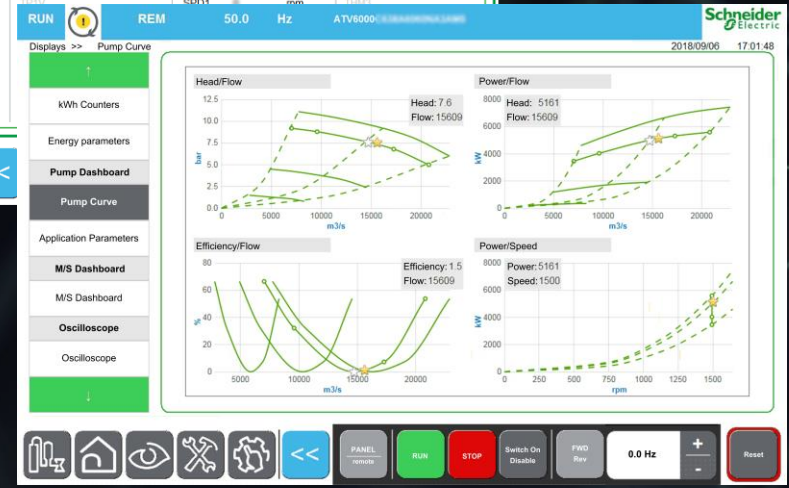 SPD1 rpm
RUN REM 50.0 Hz ATV6000
Schneider
Electric
Displays >> Pump Curve 2018/09/06 17:01:48
↑
kWh Counters
Energy parameters
Pump Dashboard
Pump Curve
Application Parameters
M/S Dashboard
M/S Dashboard
Oscilloscope
Oscilloscope
↓
Head/Flow
Head: 7.6
Flow: 15609
12.5
10.0
7.5
5.0
2.5
0.0
bar
0 5000 10000 15000 20000
m3/s
Power/Flow
Head: 5161
Flow: 15609
8000
6000
4000
2000
0
kW
0 5000 10000 15000 20000
m3/s
Efficiency/Flow
Efficiency: 1.5
Flow: 15609
80
60
40
20
0
%
5000 10000 15000 20000
m3/s
Power/Speed
Power: 5161
Speed: 1500
8000
6000
4000
2000
0
kW
0 250 500 750 1000 1250 1500
rpm
<<
PANEL
remote
RUN
STOP
Switch On
Disable
FWD
Rev
0.0 Hz
+
-
Reset
<